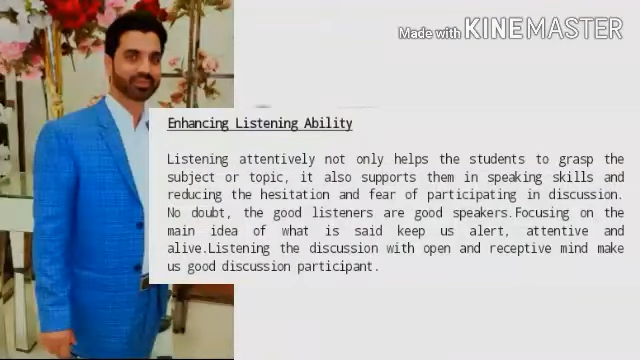 Made with KINEMASTER
Enhancing Listening Ability
Listening attentively not only helps the students to grasp the
subject or topic, it also supports them in speaking skills and
reducing the hesitation and fear of participating in discussion.
No doubt, the good listeners are good speakers.Focusing on the
main idea of what is said keep us alert, attentive and
alive.Listening the discussion with open and receptive mind make
us good discussion participant.